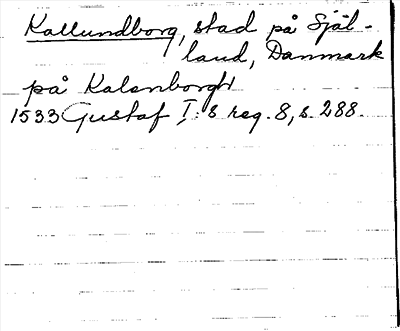 Kallundborg, stad på Själ-
land, Danmark
på Kalenborgh
1533 Gustaf I:s reg. 8, s. 288.